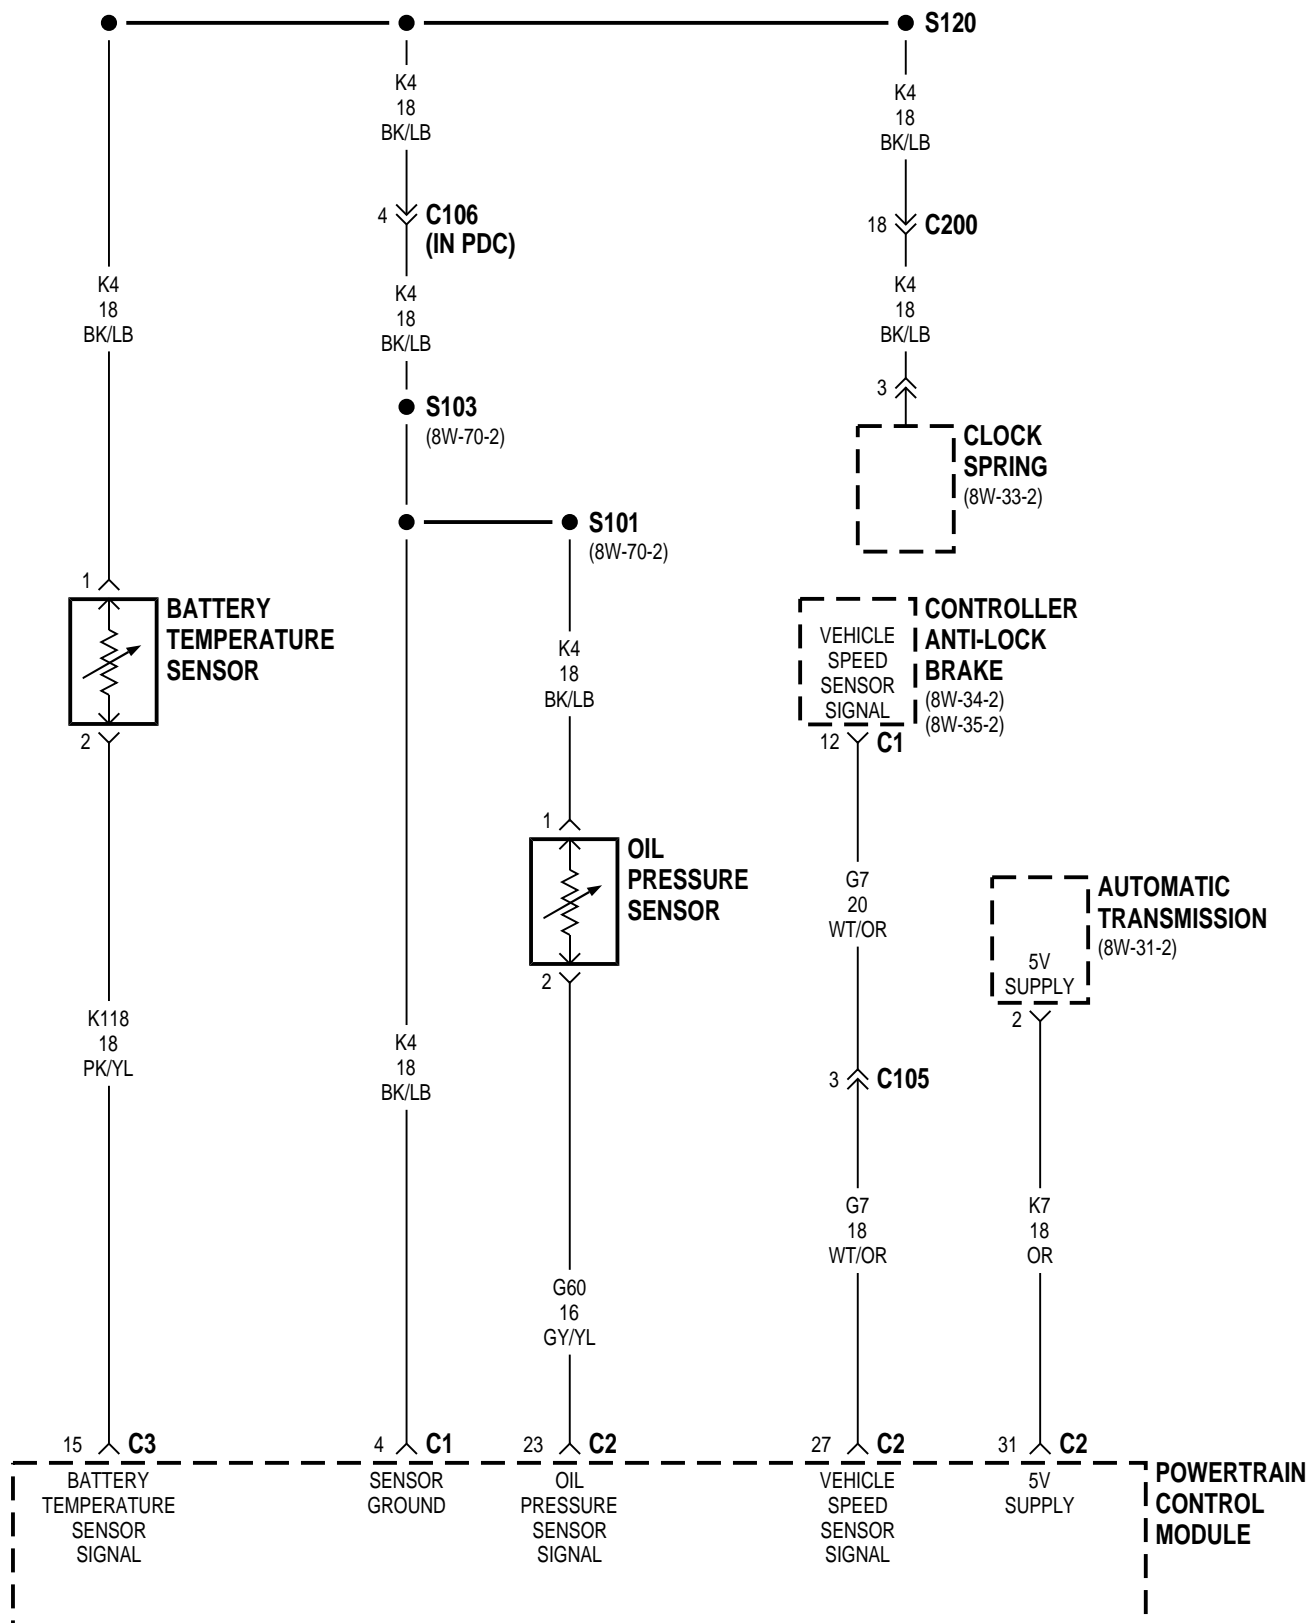 S120
K4
18
BK/LB
K4
18
BK/LB
4
C106
(IN PDC)
18
C200
K4
18
BK/LB
K4
18
BK/LB
K4
18
BK/LB
3
S103
(8W-70-2)
CLOCK
SPRING
(8W-33-2)
S101
(8W-70-2)
1
BATTERY
TEMPERATURE
SENSOR
2
K4
18
BK/LB
VEHICLE
SPEED
SENSOR
SIGNAL
CONTROLLER
ANTI-LOCK
BRAKE
(8W-34-2)
(8W-35-2)
12
C1
1
OIL
PRESSURE
SENSOR
2
G7
20
WT/OR
AUTOMATIC
TRANSMISSION
(8W-31-2)
5V
SUPPLY
2
K118
18
PK/YL
K4
18
BK/LB
3
C105
G7
18
WT/OR
K7
18
OR
G60
16
GY/YL
15
C3
4
C1
23
C2
27
C2
31
C2
BATTERY
TEMPERATURE
SENSOR
SIGNAL
SENSOR
GROUND
OIL
PRESSURE
SENSOR
SIGNAL
VEHICLE
SPEED
SENSOR
SIGNAL
5V
SUPPLY
POWERTRAIN
CONTROL
MODULE